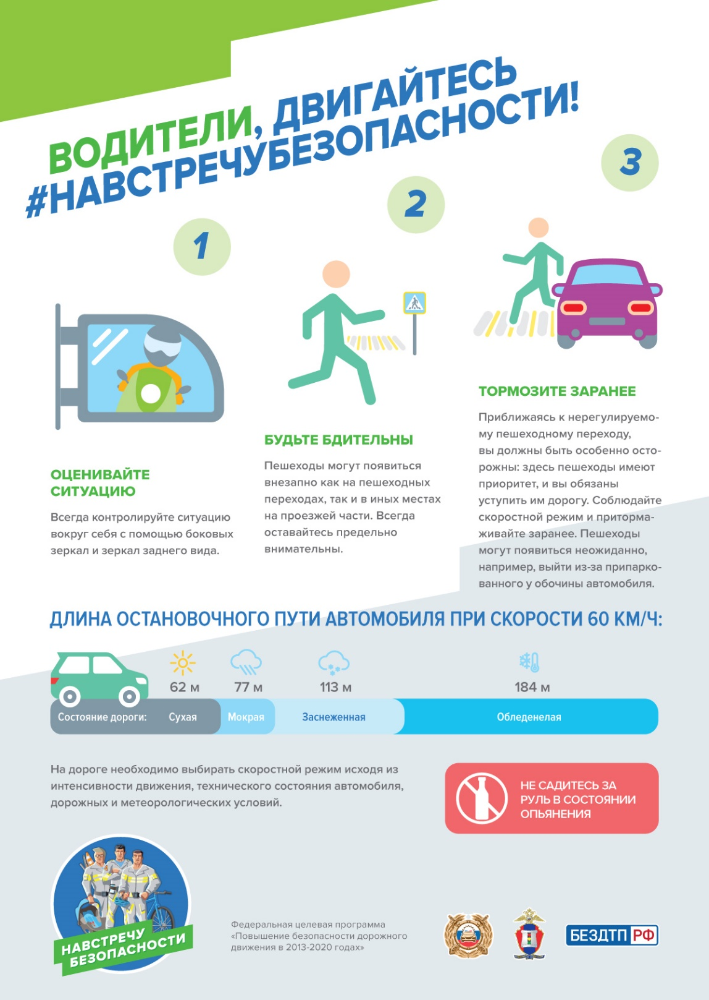 ВОДИТЕЛИ, ДВИГАЙТЕСЬ
#НАВСТРЕЧУБЕЗОПАСНОСТИ!
1
ОЦЕНИВАЙТЕ
СИТУАЦИЮ
Всегда контролируйте ситуацию
вокруг себя с помощью боковых
зеркал и зеркал заднего вида.
2
БУДЬТЕ БДИТЕЛЬНЫ
Пешеходы могут появиться
внезапно как на пешеходных
переходах, так и в иных местах
на проезжей части. Всегда
оставайтесь предельно
внимательны.
3
ТОРМОЗИТЕ ЗАРАНЕЕ
Приближаясь к нерегулируемо-
му пешеходному переходу,
вы должны быть особенно осто-
рожны: здесь пешеходы имеют
приоритет, и вы обязаны
уступить им дорогу. Соблюдайте
скоростной режим и приторма-
живайте заранее. Пешеходы
могут появиться неожиданно,
например, выйти из-за припарко-
ванного у обочины автомобиля.
ДЛИНА ОСТАНОВОЧНОГО ПУТИ АВТОМОБИЛЯ ПРИ СКОРОСТИ 60 КМ/Ч:
62 м 77 м 113 м 184 м
Состояние дороги: Сухая Мокрая Заснеженная Обледенелая
На дороге необходимо выбирать скоростной режим исходя из
интенсивности движения, технического состояния автомобиля,
дорожных и метеорологических условий.
НЕ САДИТЕСЬ ЗА
РУЛЬ В СОСТОЯНИИ
ОПЬЯНЕНИЯ
НАВСТРЕЧУ
БЕЗОПАСНОСТИ
Федеральная целевая программа
«Повышение безопасности дорожного
движения в 2013-2020 годах»
БЕЗДТП РФ